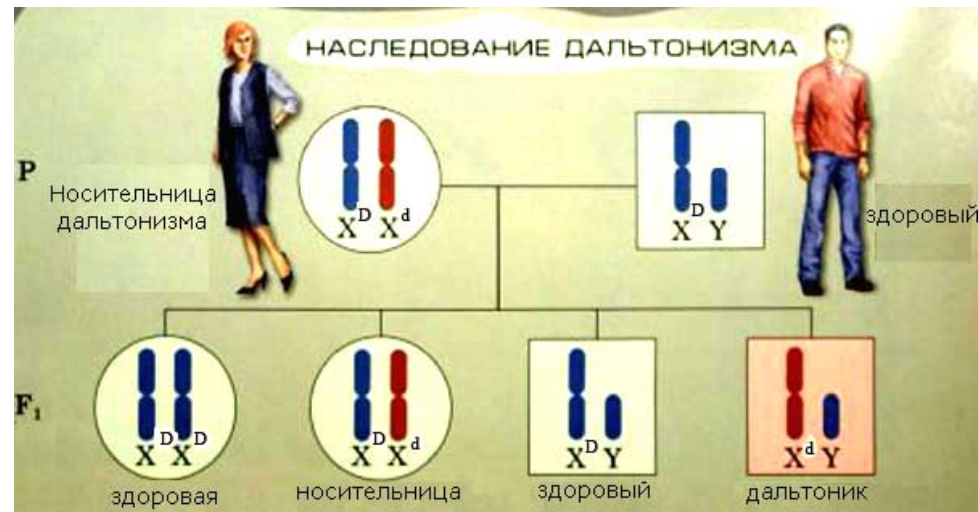 НАСЛЕДОВАНИЕ ДАЛЬТОНИЗМА
P
Носительница
дальтонизма
X^D X^d
X^D Y
здоровый
F₁
X^D X^D
X^D X^d
X^D Y
X^d Y
здоровая
носительница
здоровый
дальтоник